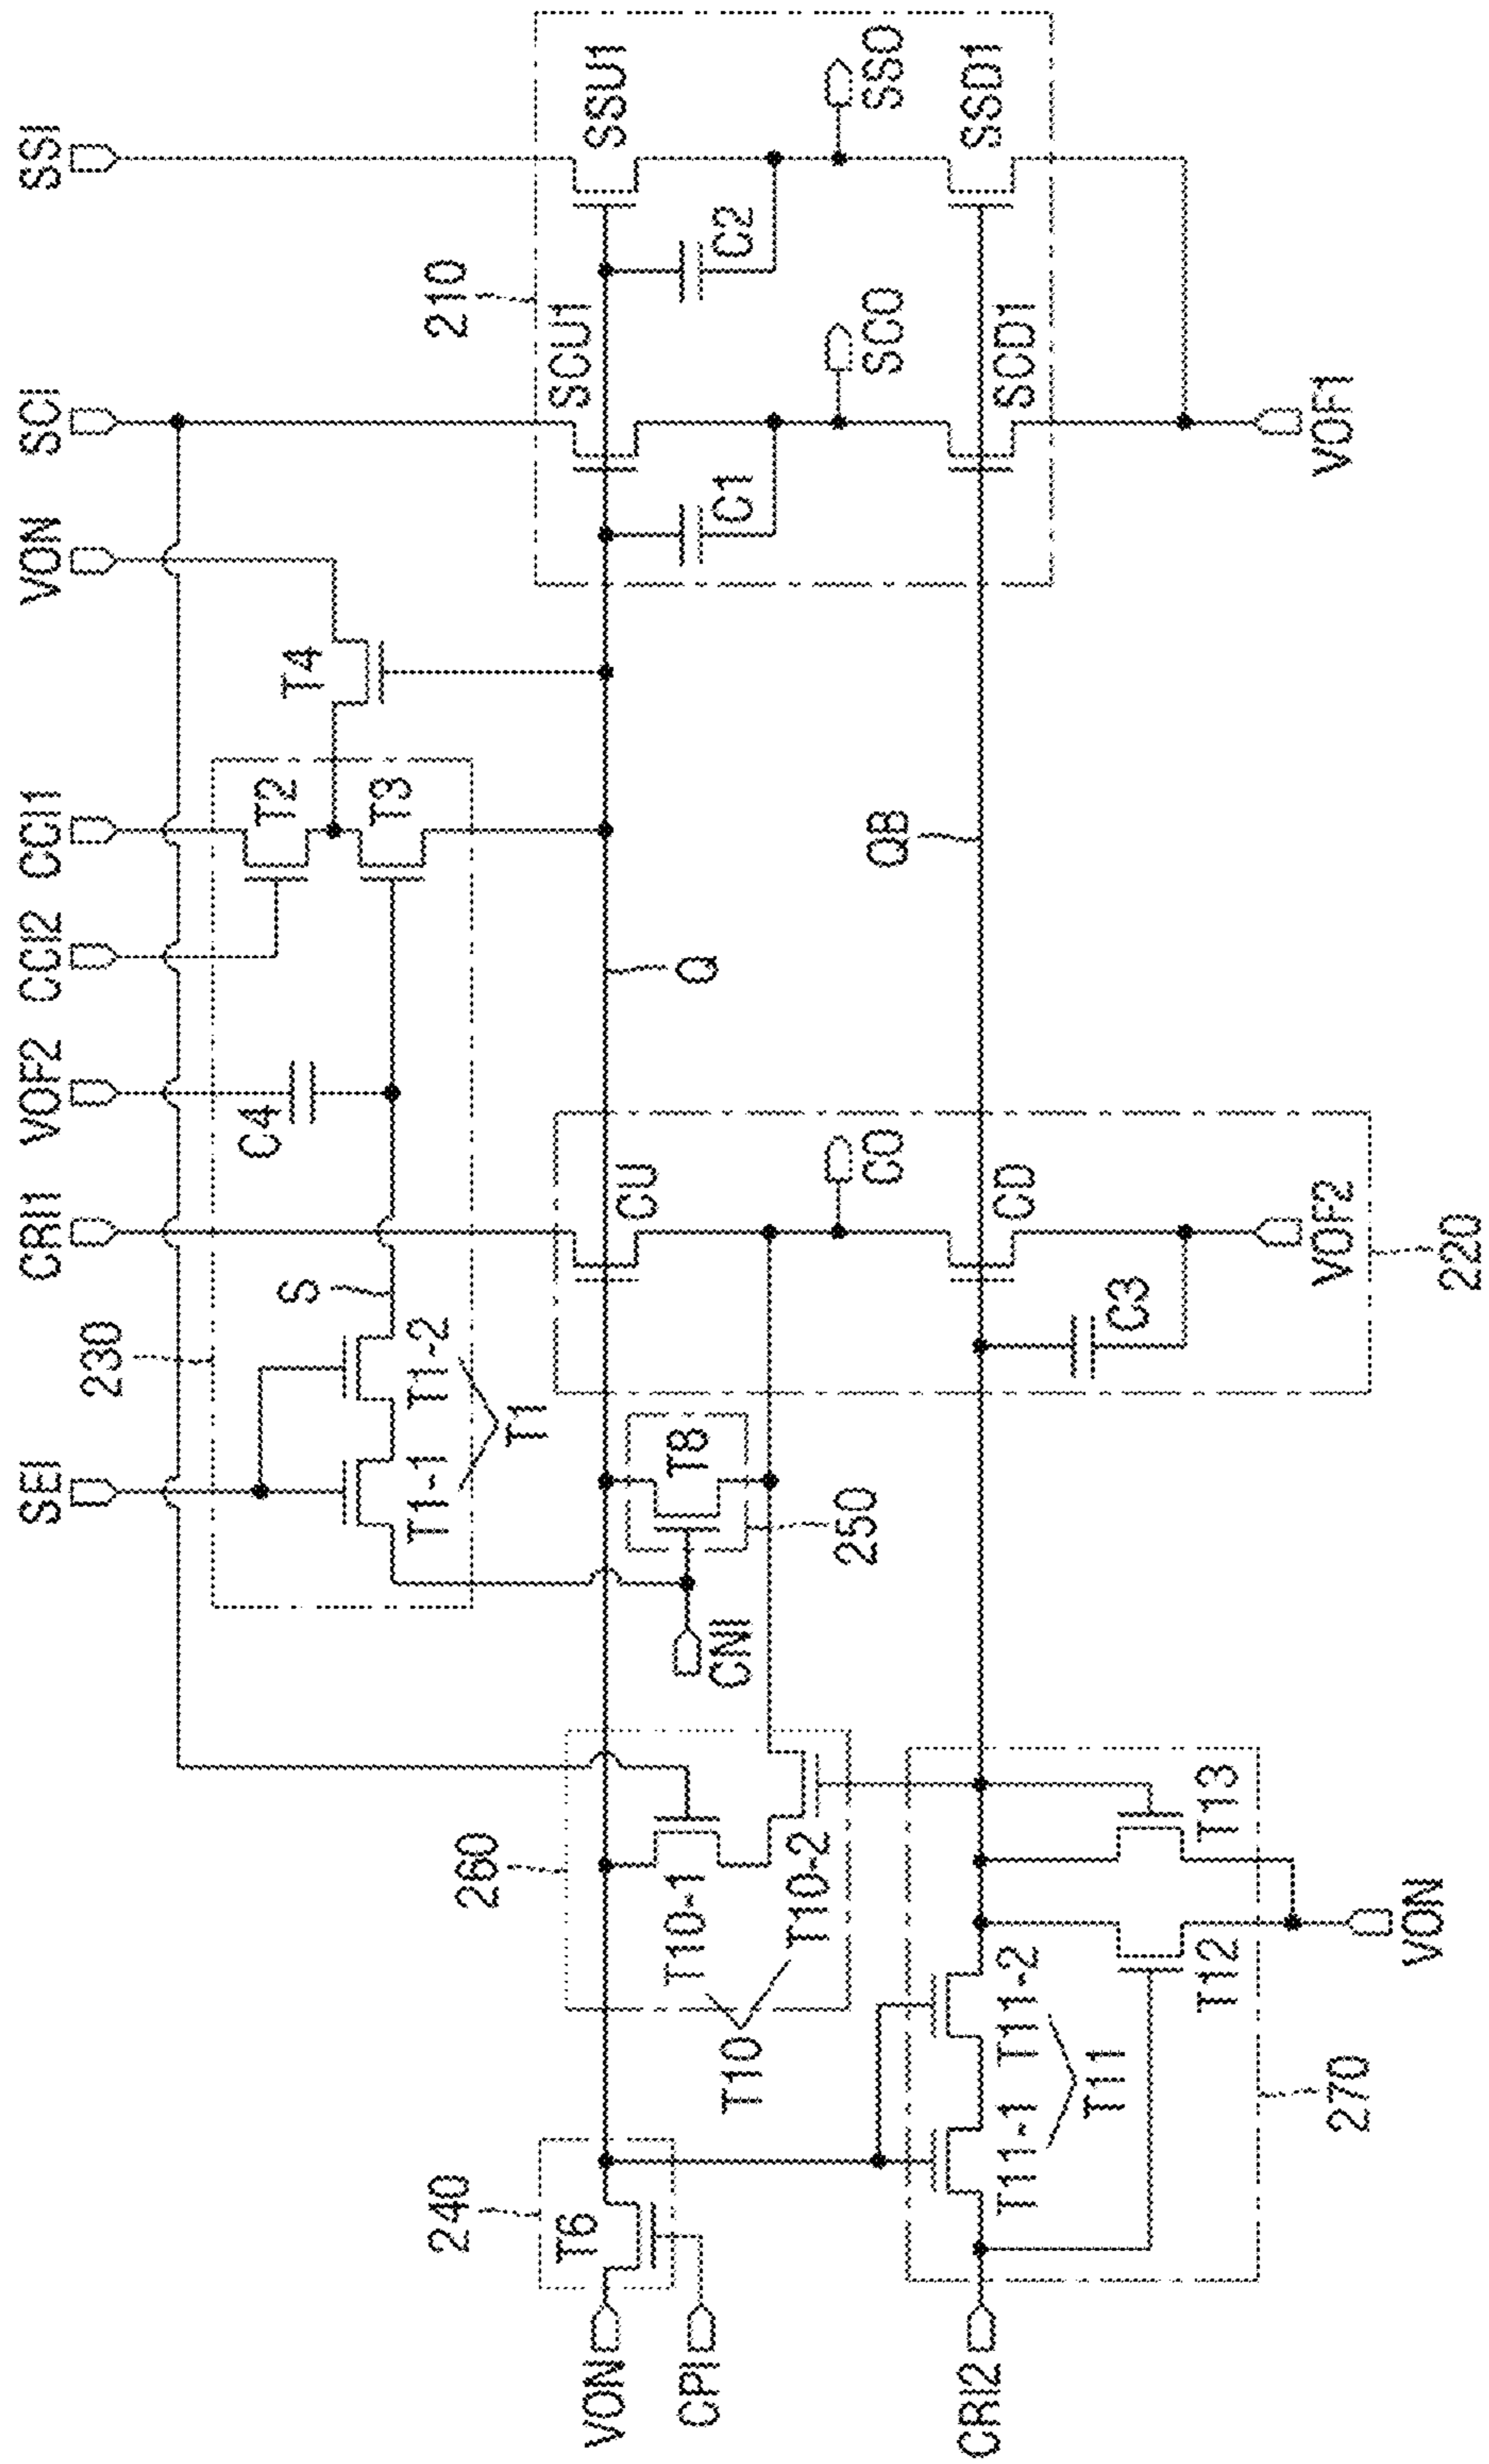 SEI
CRI1
VOF2
CCI2
CCI1
VON
SCI
SSI
230
S
C4
T2
T4
T3
T1-1
T1-2
T1
210
240
T6
VON
CPI
260
T10-1
T10-2
T10
CNI
T8
250
Q
CU
CO
SCU1
C1
SCO
SSU1
C2
SSO
QB
CD
C3
VOF2
220
SCD1
SSD1
VOF1
CRI2
T11-1
T11-2
T11
T12
T13
270
VON